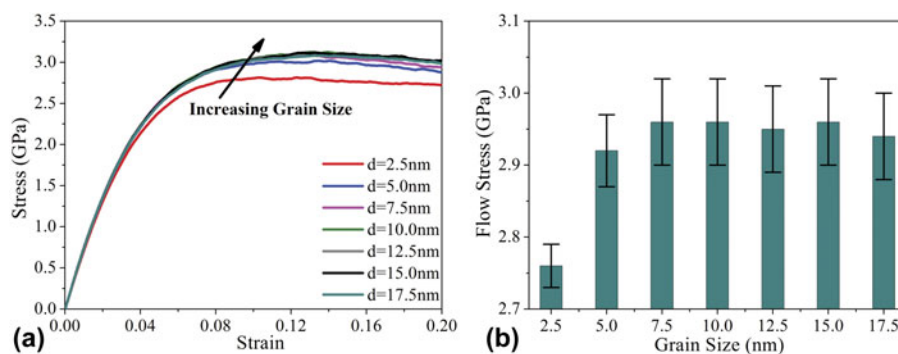 3.5
3.0
2.5
2.0
1.5
1.0
0.5
0.0
Stress (GPa)
Increasing Grain Size
d=2.5nm
d=5.0nm
d=7.5nm
d=10.0nm
d=12.5nm
d=15.0nm
d=17.5nm
0.00 0.04 0.08 0.12 0.16 0.20
Strain
(a)
3.1
3.0
2.9
2.8
2.7
Flow Stress (GPa)
2.5 5.0 7.5 10.0 12.5 15.0 17.5
Grain Size (nm)
(b)